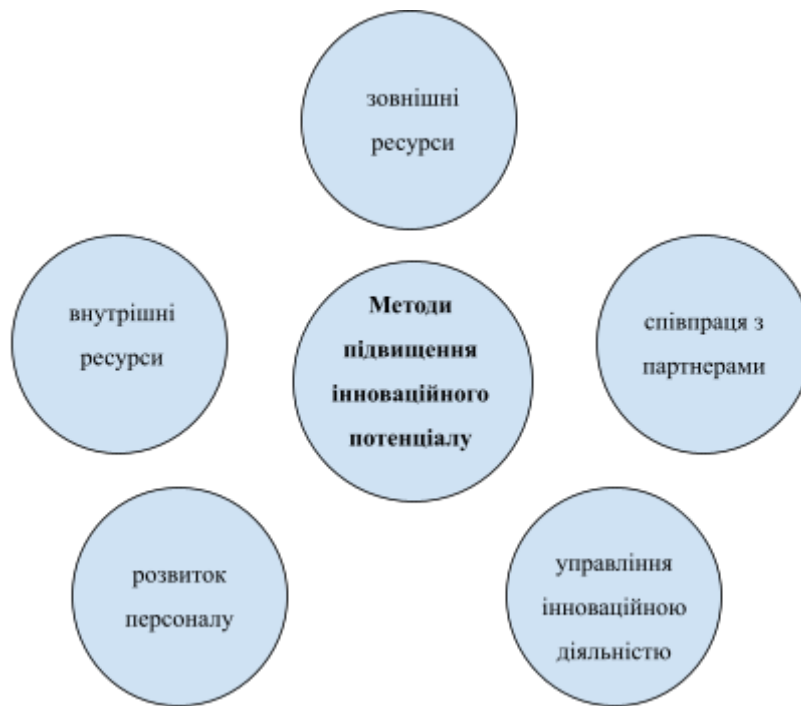 зовнішні
ресурси
внутрішні
ресурси
Методи
підвищення
інноваційного
потенціалу
співпраця з
партнерами
розвиток
персоналу
управління
інноваційною
діяльністю